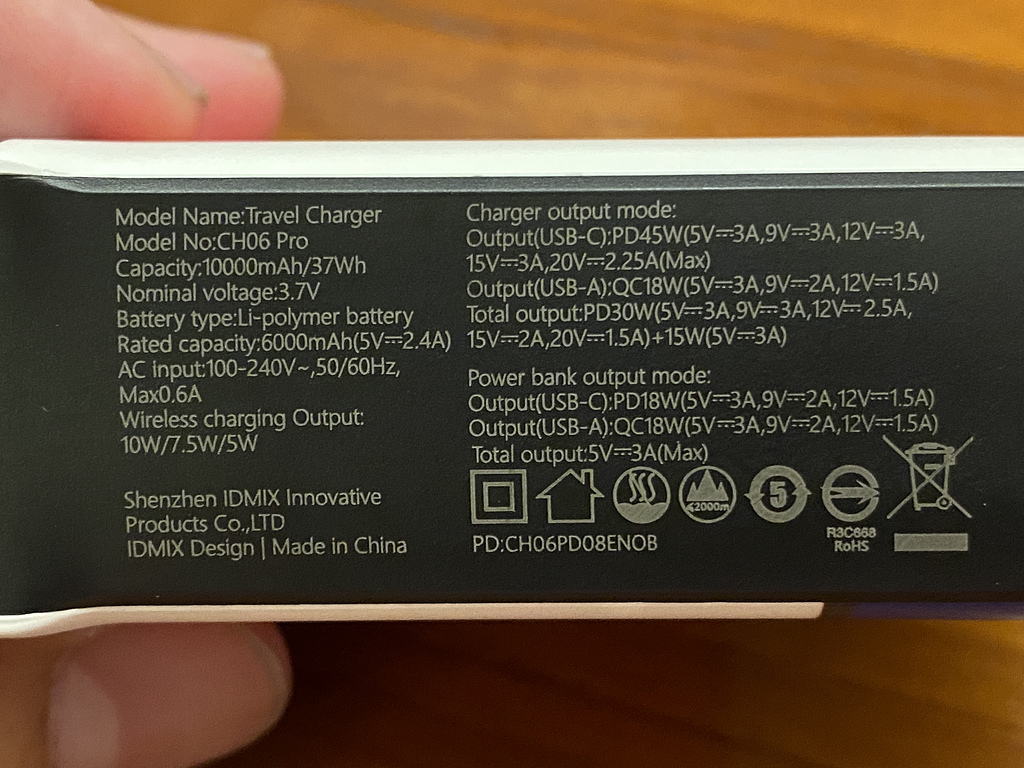 Model Name:Travel Charger
Model No:CH06 Pro
Capacity:10000mAh/37Wh
Nominal voltage:3.7V
Battery type:Li-polymer battery
Rated capacity:6000mAh(5V⎓2.4A)
AC input:100-240V~,50/60Hz,
Max0.6A
Wireless charging Output:
10W/7.5W/5W
Shenzhen IDMIX Innovative
Products Co.,LTD
IDMIX Design | Made in China
Charger output mode:
Output(USB-C):PD45W(5V⎓3A,9V⎓3A,12V⎓3A,
15V⎓3A,20V⎓2.25A(Max)
Output(USB-A):QC18W(5V⎓3A,9V⎓2A,12V⎓1.5A)
Total output:PD30W(5V⎓3A,9V⎓3A,12V⎓2.5A,
15V⎓2A,20V⎓1.5A)+15W(5V⎓3A)
Power bank output mode:
Output(USB-C):PD18W(5V⎓3A,9V⎓2A,12V⎓1.5A)
Output(USB-A):QC18W(5V⎓3A,9V⎓2A,12V⎓1.5A)
Total output:5V⎓3A(Max)
≤2000m
5
R3C668
RoHS
PD:CH06PD08ENOB